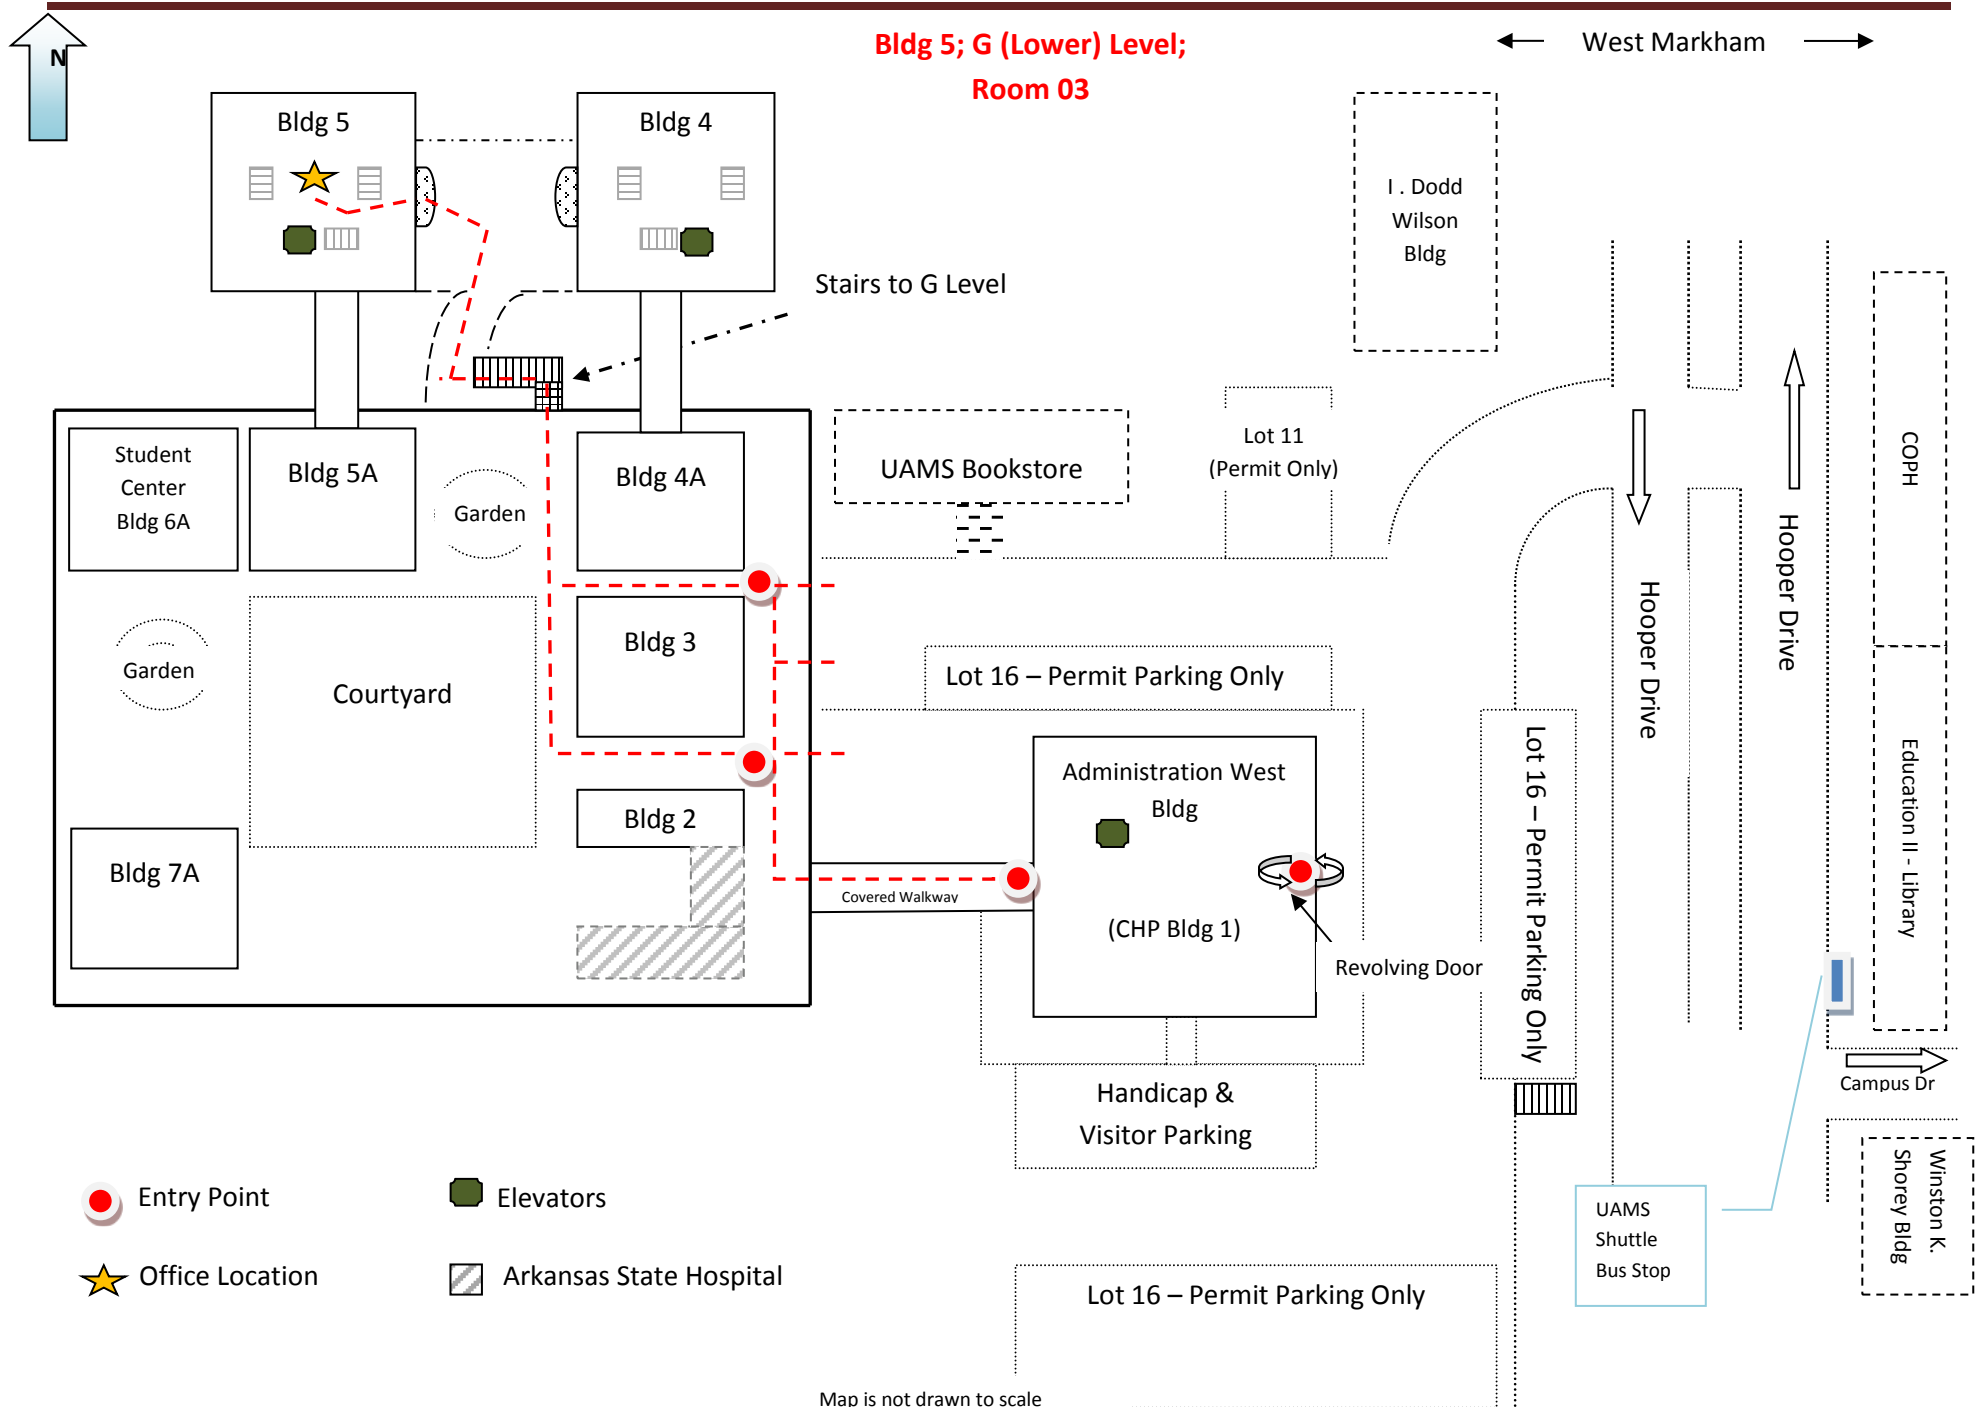 N
Bldg 5; G (Lower) Level;
Room 03
West Markham
Bldg 5
Bldg 4
I . Dodd
Wilson
Bldg
Stairs to G Level
Student
Center
Bldg 6A
Bldg 5A
Garden
Bldg 4A
UAMS Bookstore
Lot 11
(Permit Only)
COPH
Hooper Drive
Hooper Drive
Garden
Courtyard
Bldg 3
Lot 16 – Permit Parking Only
Lot 16 – Permit Parking Only
Education II - Library
Administration West
Bldg
(CHP Bldg 1)
Bldg 2
Bldg 7A
Covered Walkway
Revolving Door
Campus Dr
Handicap &
Visitor Parking
Winston K.
Shorey Bldg
Entry Point
Elevators
UAMS
Shuttle
Bus Stop
Office Location
Arkansas State Hospital
Lot 16 – Permit Parking Only
Map is not drawn to scale